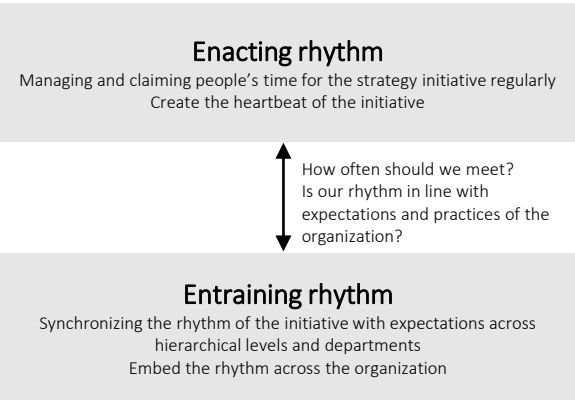 Enacting rhythm
Managing and claiming people's time for the strategy initiative regularly
Create the heartbeat of the initiative
How often should we meet?
Is our rhythm in line with
expectations and practices of the
organization?
Entraining rhythm
Synchronizing the rhythm of the initiative with expectations across
hierarchical levels and departments
Embed the rhythm across the organization